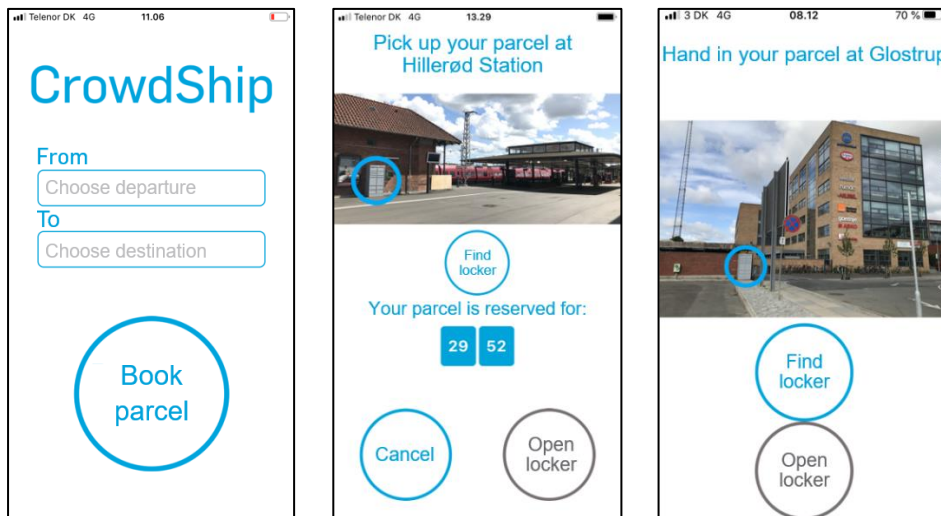 Telenor DK 4G 11.06
CrowdShip
From
Choose departure
To
Choose destination
Book
parcel
Telenor DK 4G 13.29
Pick up your parcel at
Hillerød Station
Find
locker
Your parcel is reserved for:
29 52
Cancel
Open
locker
3 DK 4G 08.12 70 %
Hand in your parcel at Glostrup
Find
locker
Open
locker